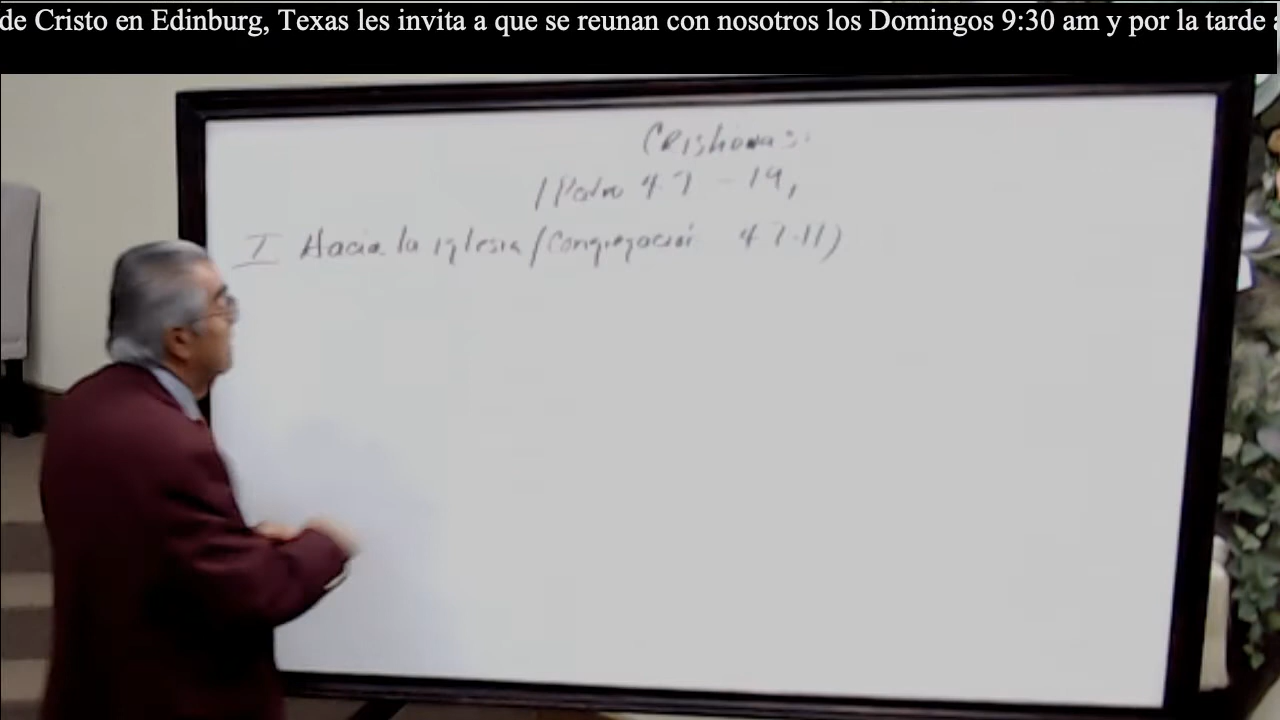 de Cristo en Edinburg, Texas les invita a que se reunan con nosotros los Domingos 9:30 am y por la tarde a
1 Pedro 4:7 - 19,
I Hacia la iglesia/Congregación 4:7-11)